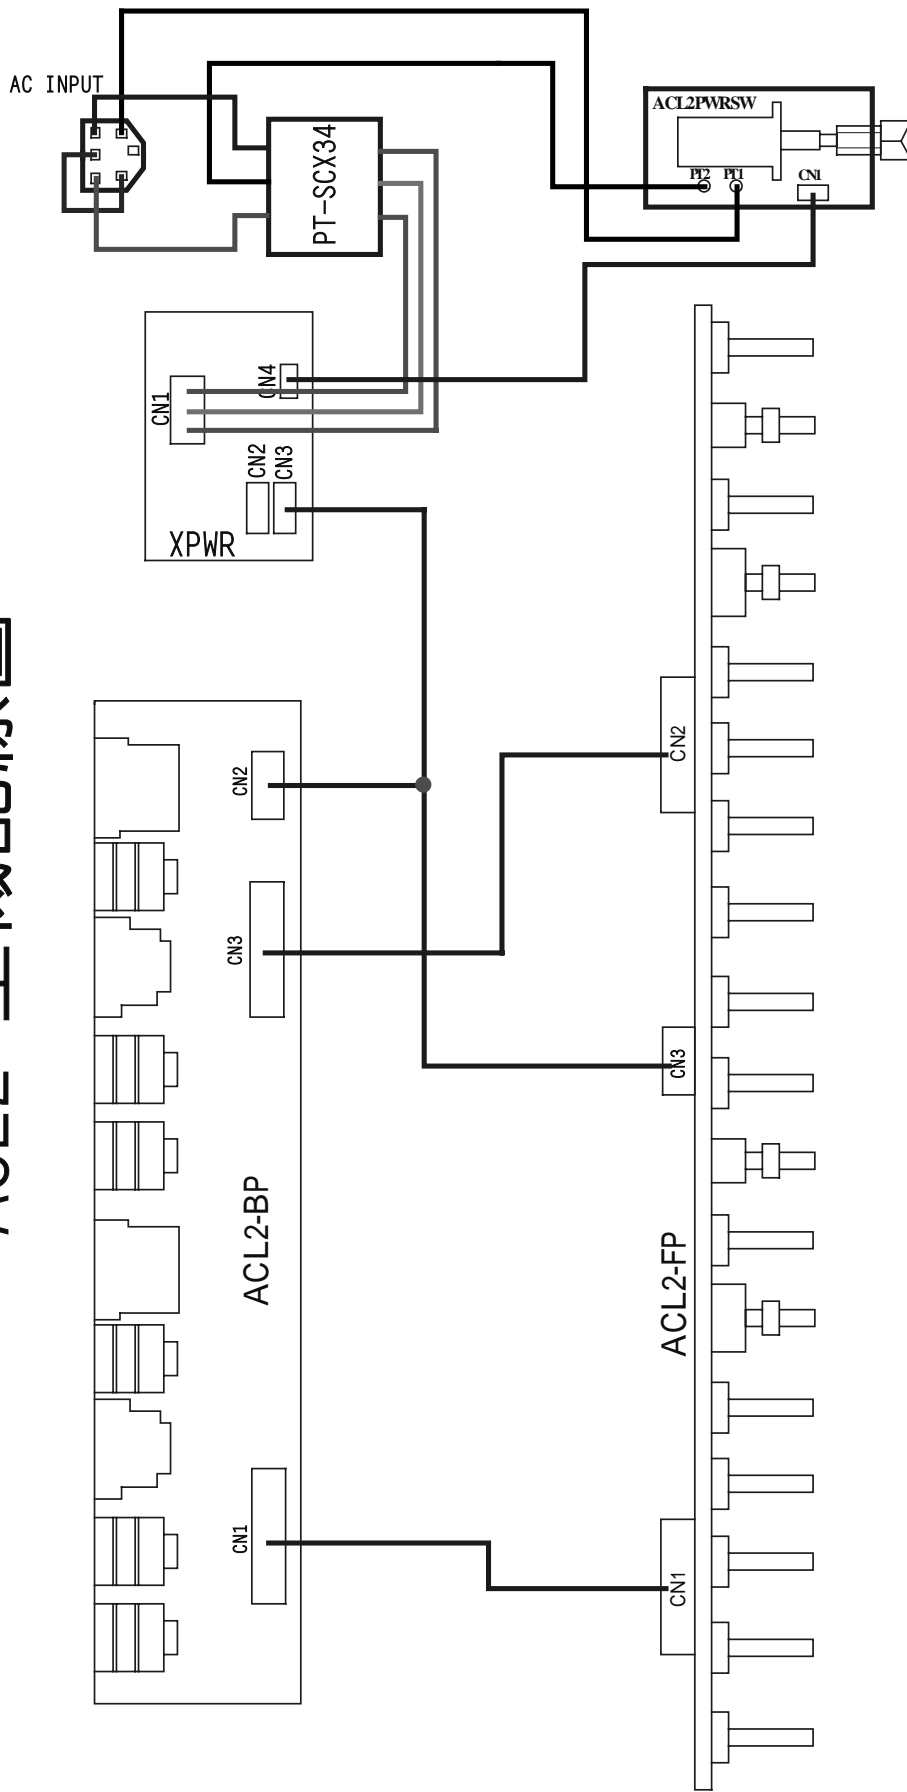 AC INPUT
PT-SCX34
ACL2PWRSW
PT2
PT1
CN1
CN1
CN4
CN2
CN3
XPWR
CN2
CN3
CN1
ACL2-BP
CN2
CN3
CN1
ACL2-FP